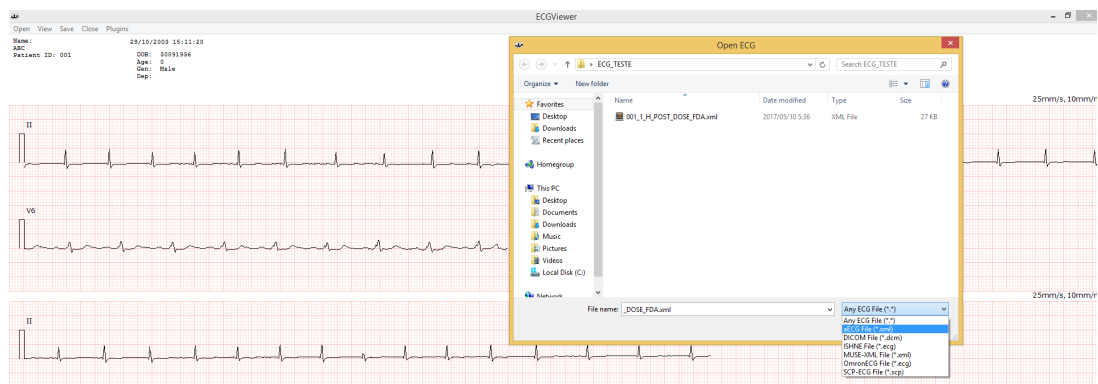 ECGViewer
Open View Save Close Plugins
Name:
ABC
Patient ID: 001
29/10/2003 15:11:20
DOB: 30091936
Age: 0
Gen: Male
Dep:
25mm/s, 10mm/m
II
V6
25mm/s, 10mm/m
II
Open ECG
ECG_TESTE
Search ECG_TESTE
Organize New folder
Favorites
Desktop
Downloads
Recent places
Homegroup
This PC
Desktop
Documents
Downloads
Music
Pictures
Videos
Local Disk (C:)
Network
Name Date modified Type Size
001_1_H_POST_DOSE_FDA.xml 2017/05/10 5:36 XML File 27 KB
File name: _DOSE_FDA.xml
Any ECG File (*.*)
Any ECG File (*.*)
aECG File (*.xml)
DICOM File (*.dcm)
ISHNE File (*.ecg)
MUSE-XML File (*.xml)
OmronECG File (*.ecg)
SCP-ECG File (*.scp)